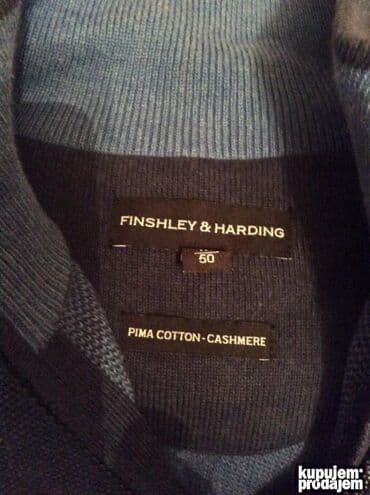 FINSHLEY & HARDING
50
PIMA COTTON - CASHMERE
kupujem
prodajem